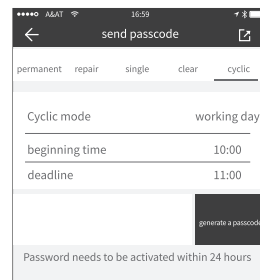 A&AT 16:59
send passcode
permanent repair single clear cyclic
Cyclic mode working day
beginning time 10:00
deadline 11:00
generate a passcode
Password needs to be activated within 24 hours